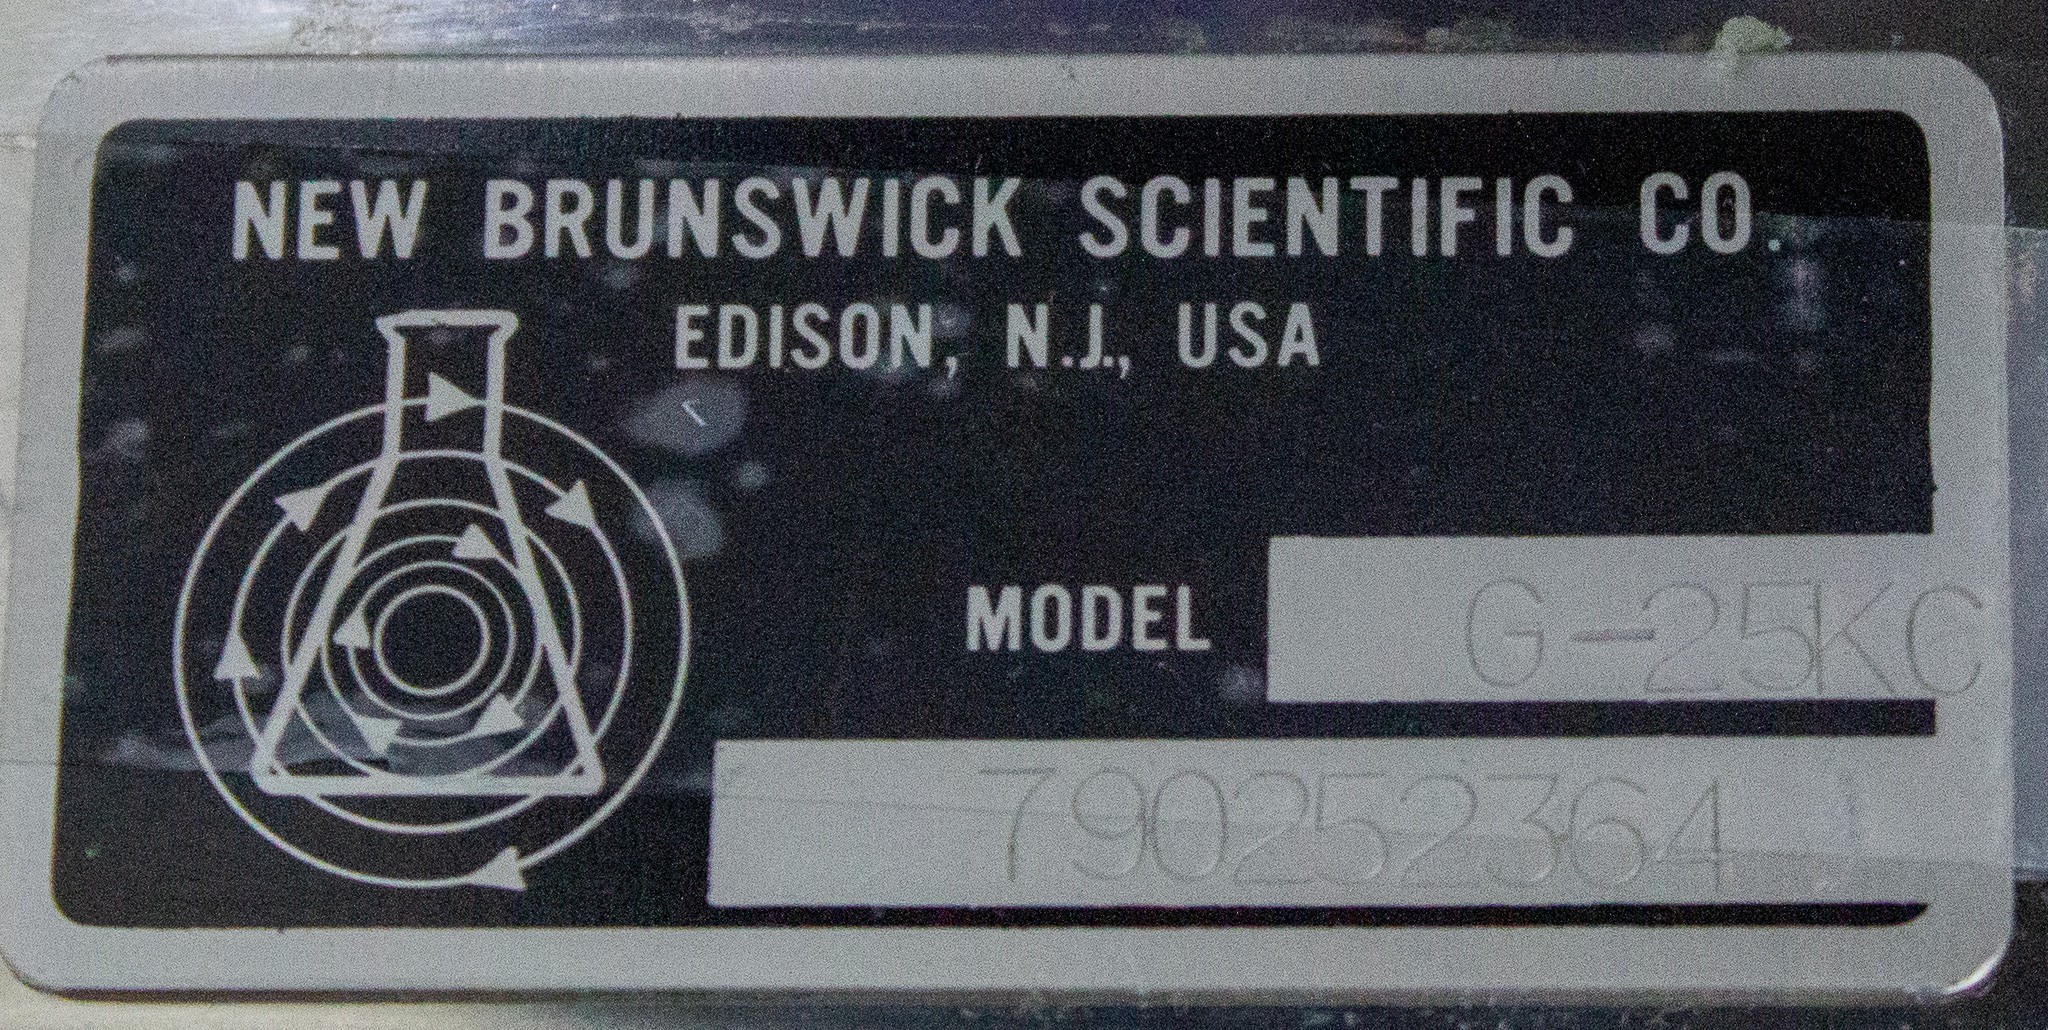 NEW BRUNSWICK SCIENTIFIC CO.
EDISON, N.J., USA
MODEL G-25KC
790252364